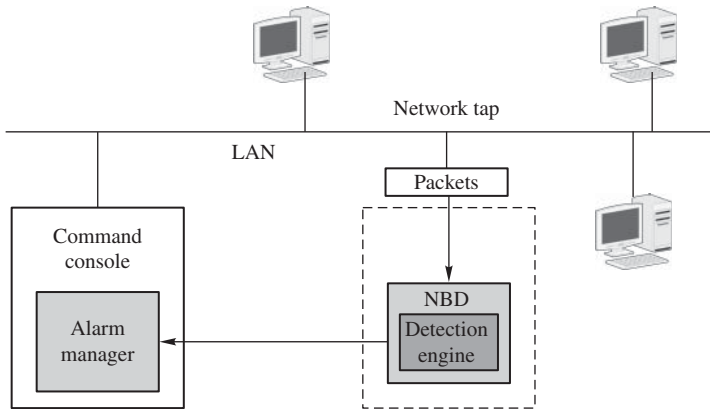 Network tap
LAN
Packets
Command
console
NBD
Alarm
manager
Detection
engine